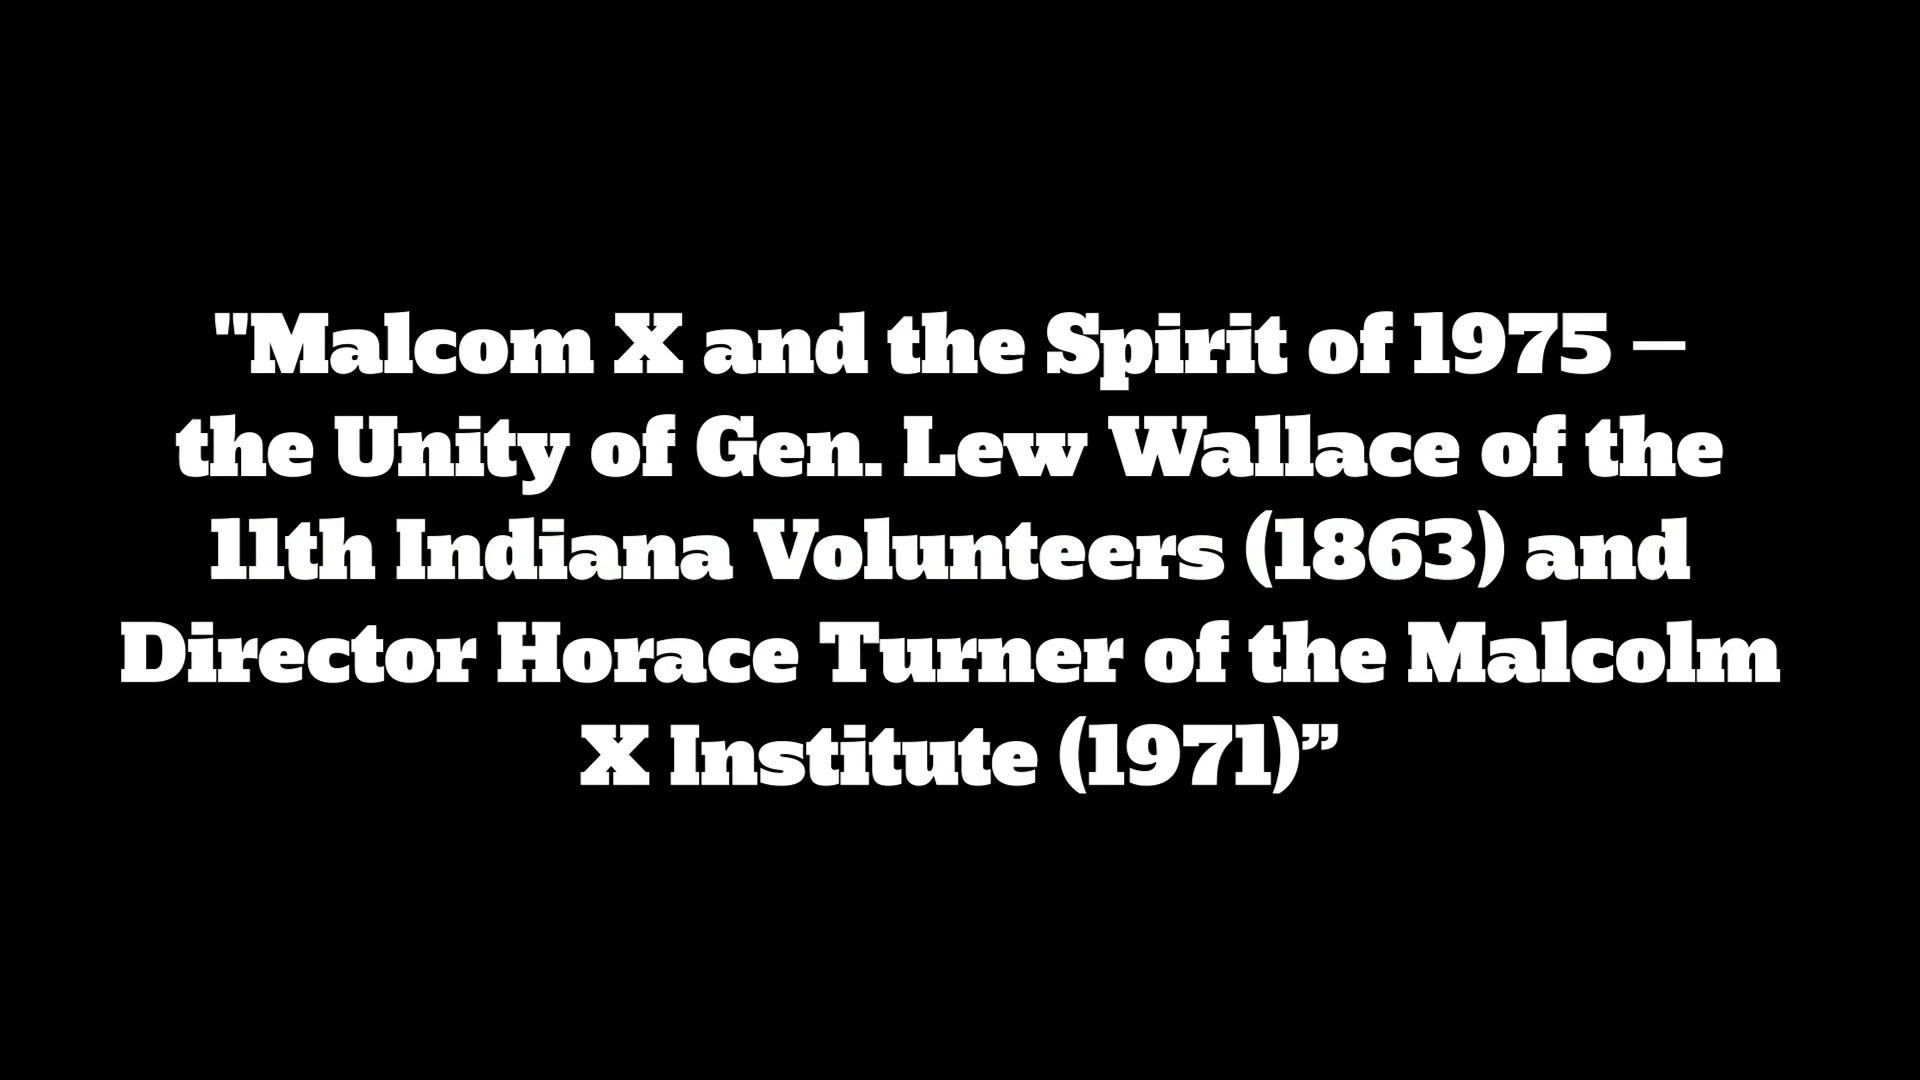 "Malcom X and the Spirit of 1975 –
the Unity of Gen. Lew Wallace of the
11th Indiana Volunteers (1863) and
Director Horace Turner of the Malcolm
X Institute (1971)”